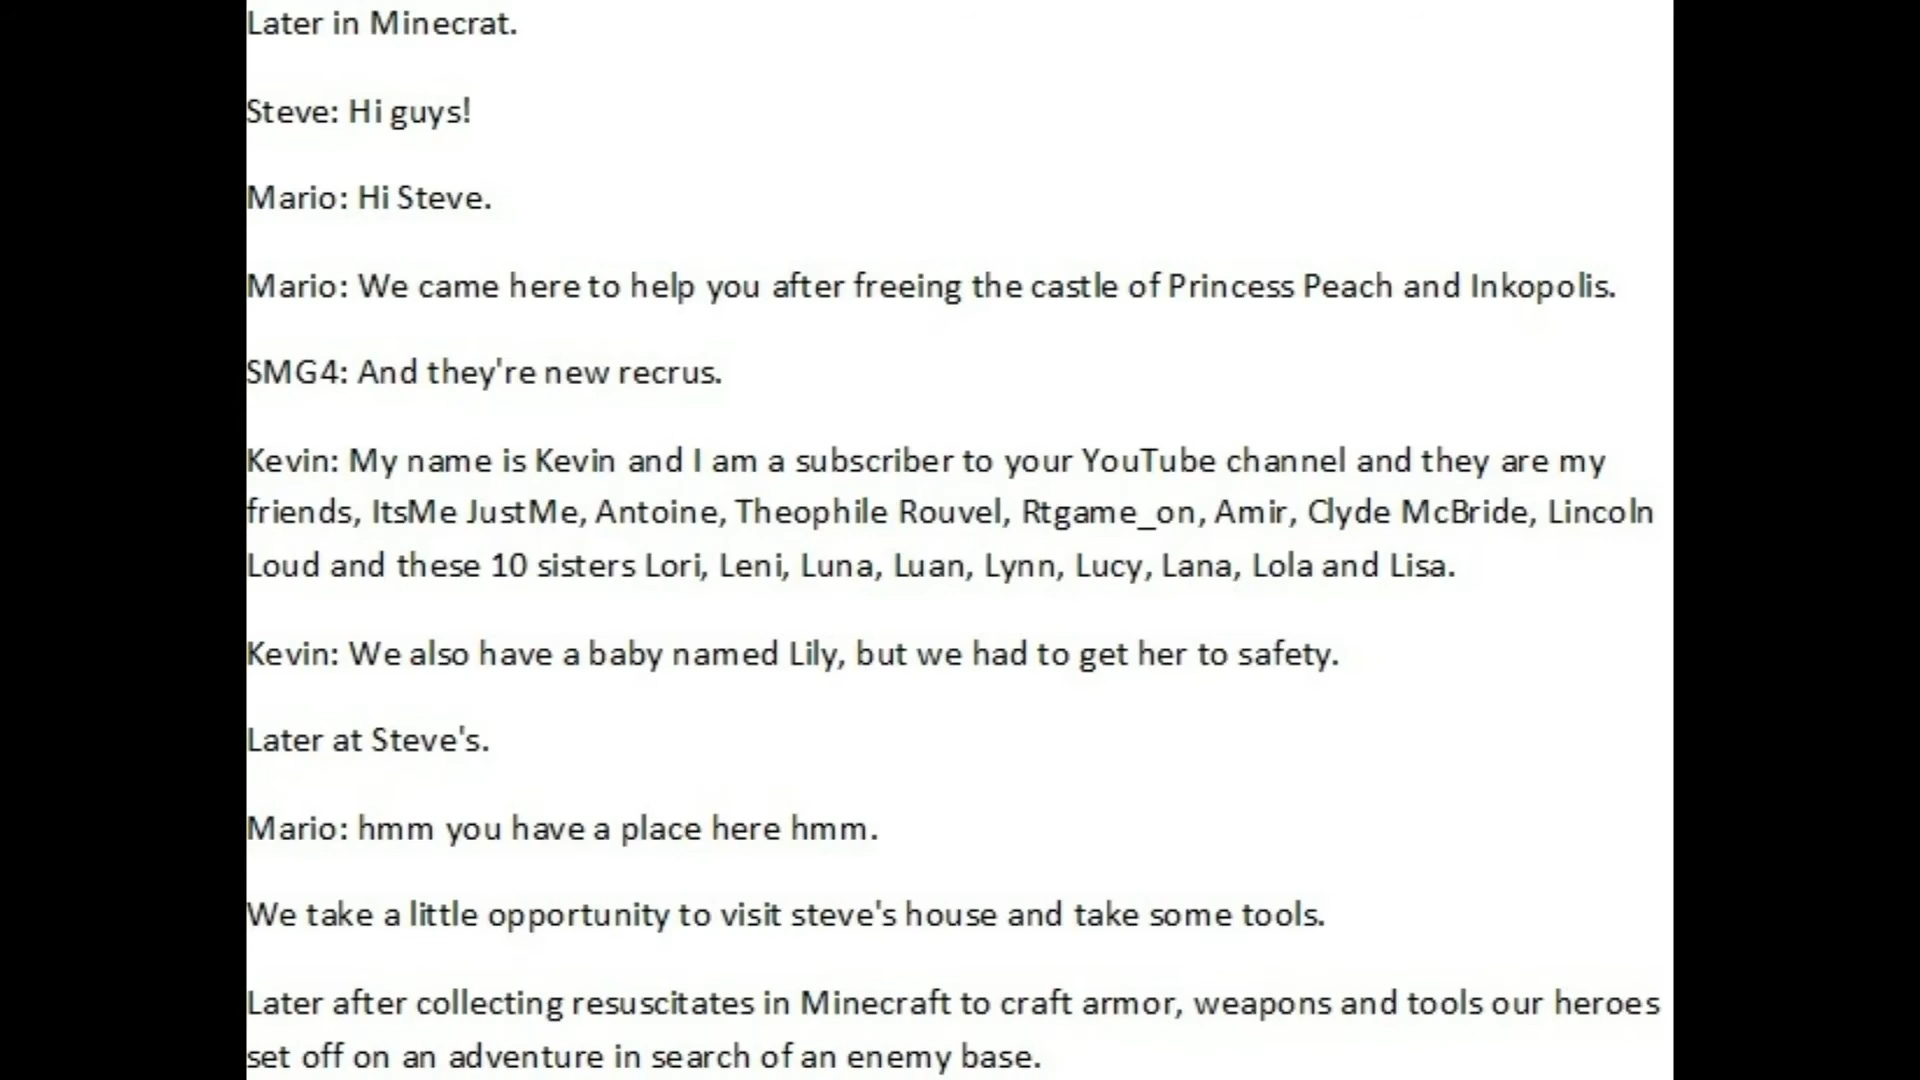 Later in Minecrat.
Steve: Hi guys!
Mario: Hi Steve.
Mario: We came here to help you after freeing the castle of Princess Peach and Inkopolis.
SMG4: And they're new recrus.
Kevin: My name is Kevin and I am a subscriber to your YouTube channel and they are my
friends, ItsMe JustMe, Antoine, Theophile Rouvel, Rtgame_on, Amir, Clyde McBride, Lincoln
Loud and these 10 sisters Lori, Leni, Luna, Luan, Lynn, Lucy, Lana, Lola and Lisa.
Kevin: We also have a baby named Lily, but we had to get her to safety.
Later at Steve's.
Mario: hmm you have a place here hmm.
We take a little opportunity to visit steve's house and take some tools.
Later after collecting resuscitates in Minecraft to craft armor, weapons and tools our heroes
set off on an adventure in search of an enemy base.